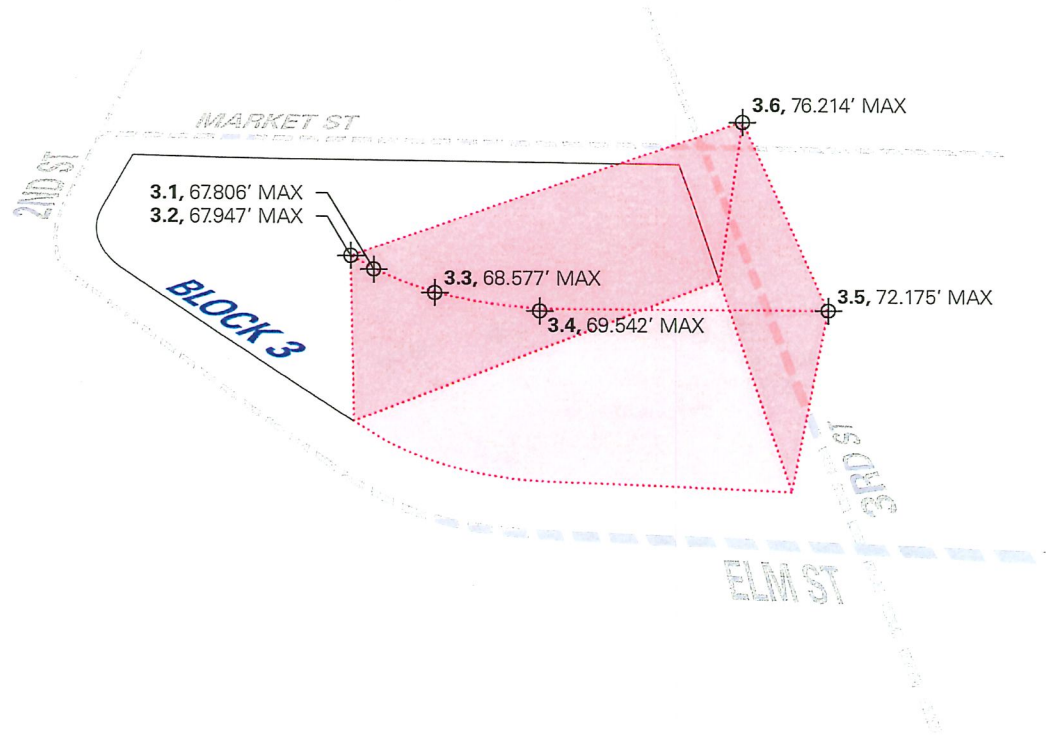 3.6, 76.214′ MAX
MARKET ST
2ND ST
3.1, 67.806′ MAX
3.2, 67.947′ MAX
3.3, 68.577′ MAX
3.5, 72.175′ MAX
3.4, 69.542′ MAX
BLOCK 3
3RD ST
ELM ST